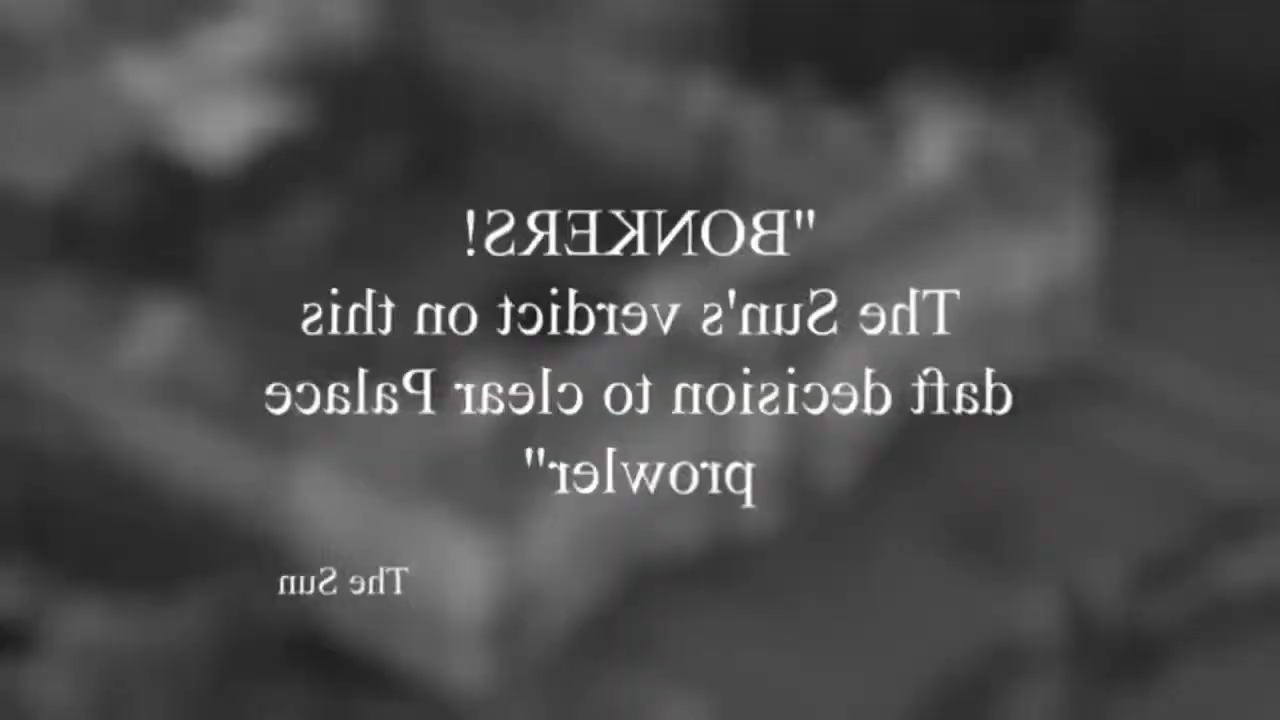 "BONKERS!
The Sun's verdict on this
daft decision to clear Palace
prowler"
The Sun